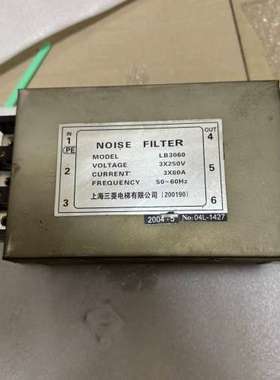 IN
1
PE
2
3
NOISE FILTER
MODEL LB3060
VOLTAGE 3X250V
CURRENT 3X60A
FREQUENCY 50~60Hz
上海三菱电梯有限公司 (200190)
OUT
4
5
6
2004-5 No:04L-1427